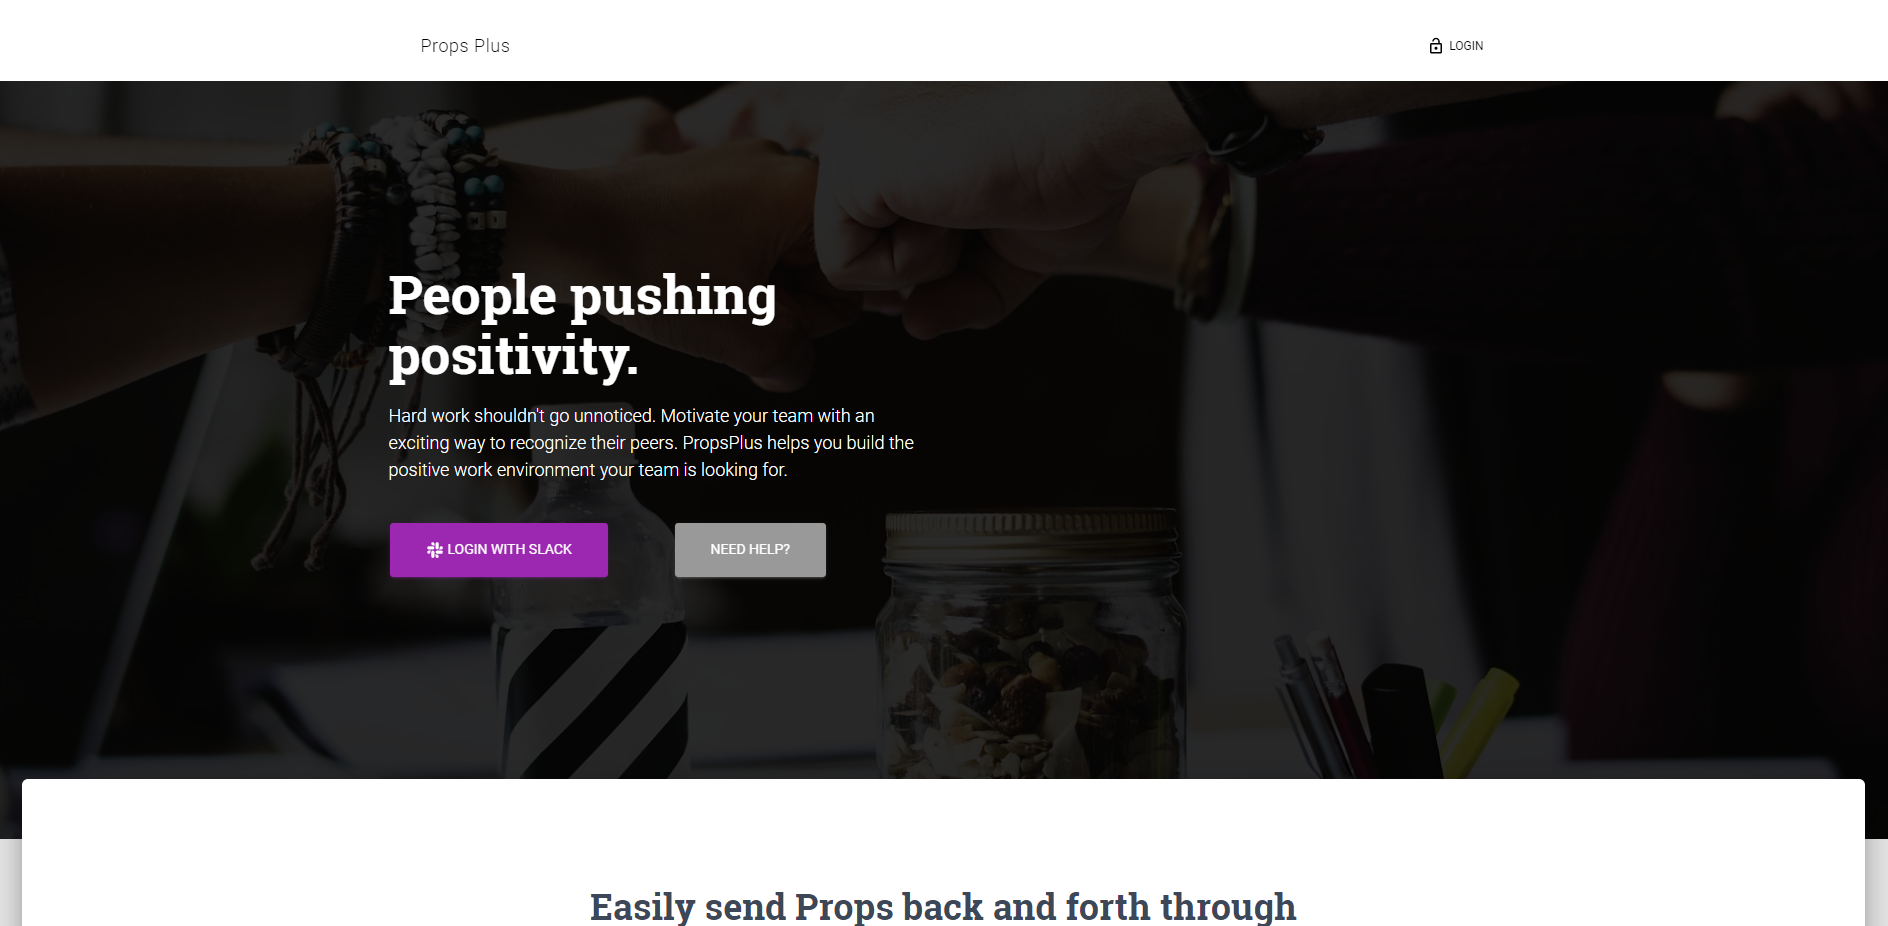 Props Plus
LOGIN
People pushing
positivity.
Hard work shouldn't go unnoticed. Motivate your team with an
exciting way to recognize their peers. PropsPlus helps you build the
positive work environment your team is looking for.
LOGIN WITH SLACK
NEED HELP?
Easily send Props back and forth through